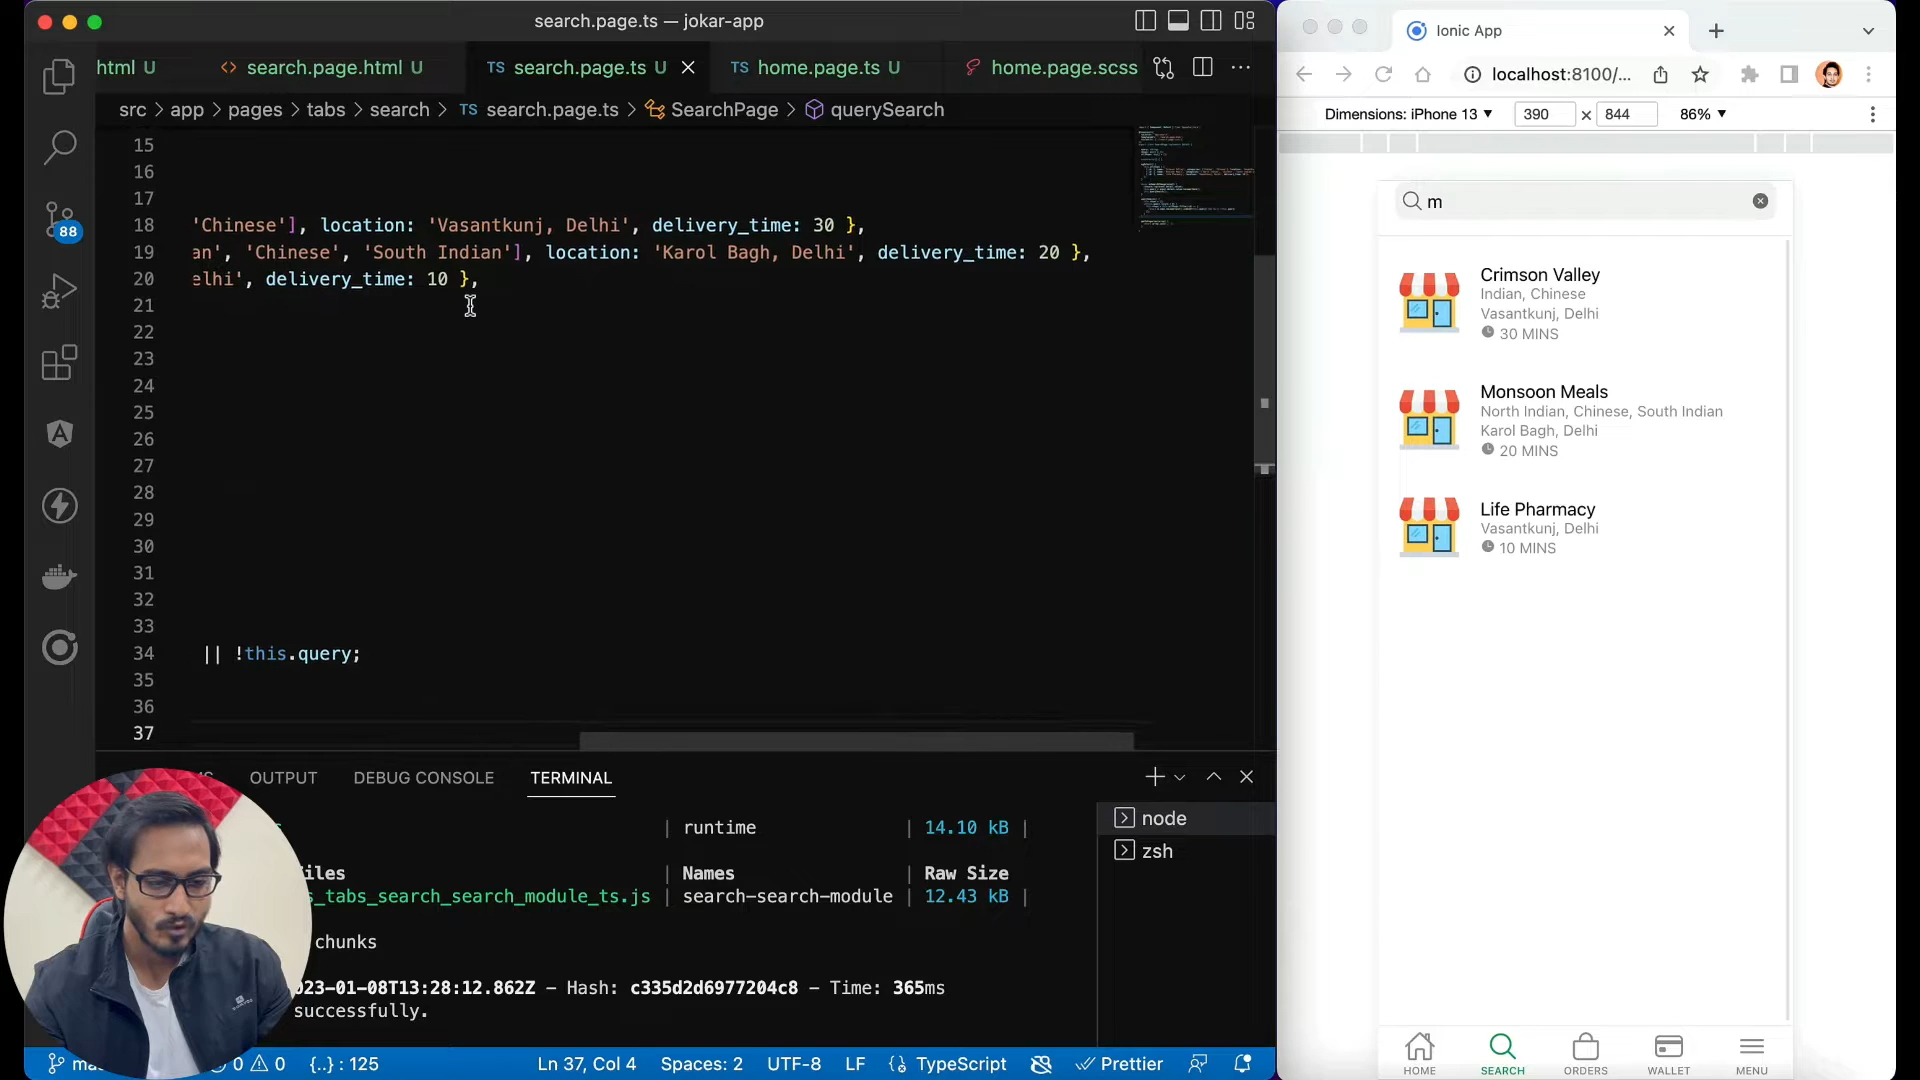 search.page.ts — jokar-app
html U
<> search.page.html U
TS search.page.ts U
TS home.page.ts U
home.page.scss
src > app > pages > tabs > search > TS search.page.ts > SearchPage > querySearch
15
16
17
18 'Chinese'], location: 'Vasantkunj, Delhi', delivery_time: 30 },
19 an', 'Chinese', 'South Indian'], location: 'Karol Bagh, Delhi', delivery_time: 20 },
20 elhi', delivery_time: 10 },
21
22
23
24
25
26
27
28
29
30
31
32
33
34 || !this.query;
35
36
37
88
OUTPUT
DEBUG CONSOLE
TERMINAL
node
zsh
| runtime | 14.10 kB |
iles | Names | Raw Size
s_tabs_search_search_module_ts.js | search-search-module | 12.43 kB |
chunks
023-01-08T13:28:12.862Z - Hash: c335d2d6977204c8 - Time: 365ms
successfully.
0 0 {..} : 125
Ln 37, Col 4
Spaces: 2
UTF-8
LF
TypeScript
Prettier
Ionic App
localhost:8100/...
Dimensions: iPhone 13 390 × 844 86%
m
Crimson Valley
Indian, Chinese
Vasantkunj, Delhi
30 MINS
Monsoon Meals
North Indian, Chinese, South Indian
Karol Bagh, Delhi
20 MINS
Life Pharmacy
Vasantkunj, Delhi
10 MINS
HOME
SEARCH
ORDERS
WALLET
MENU